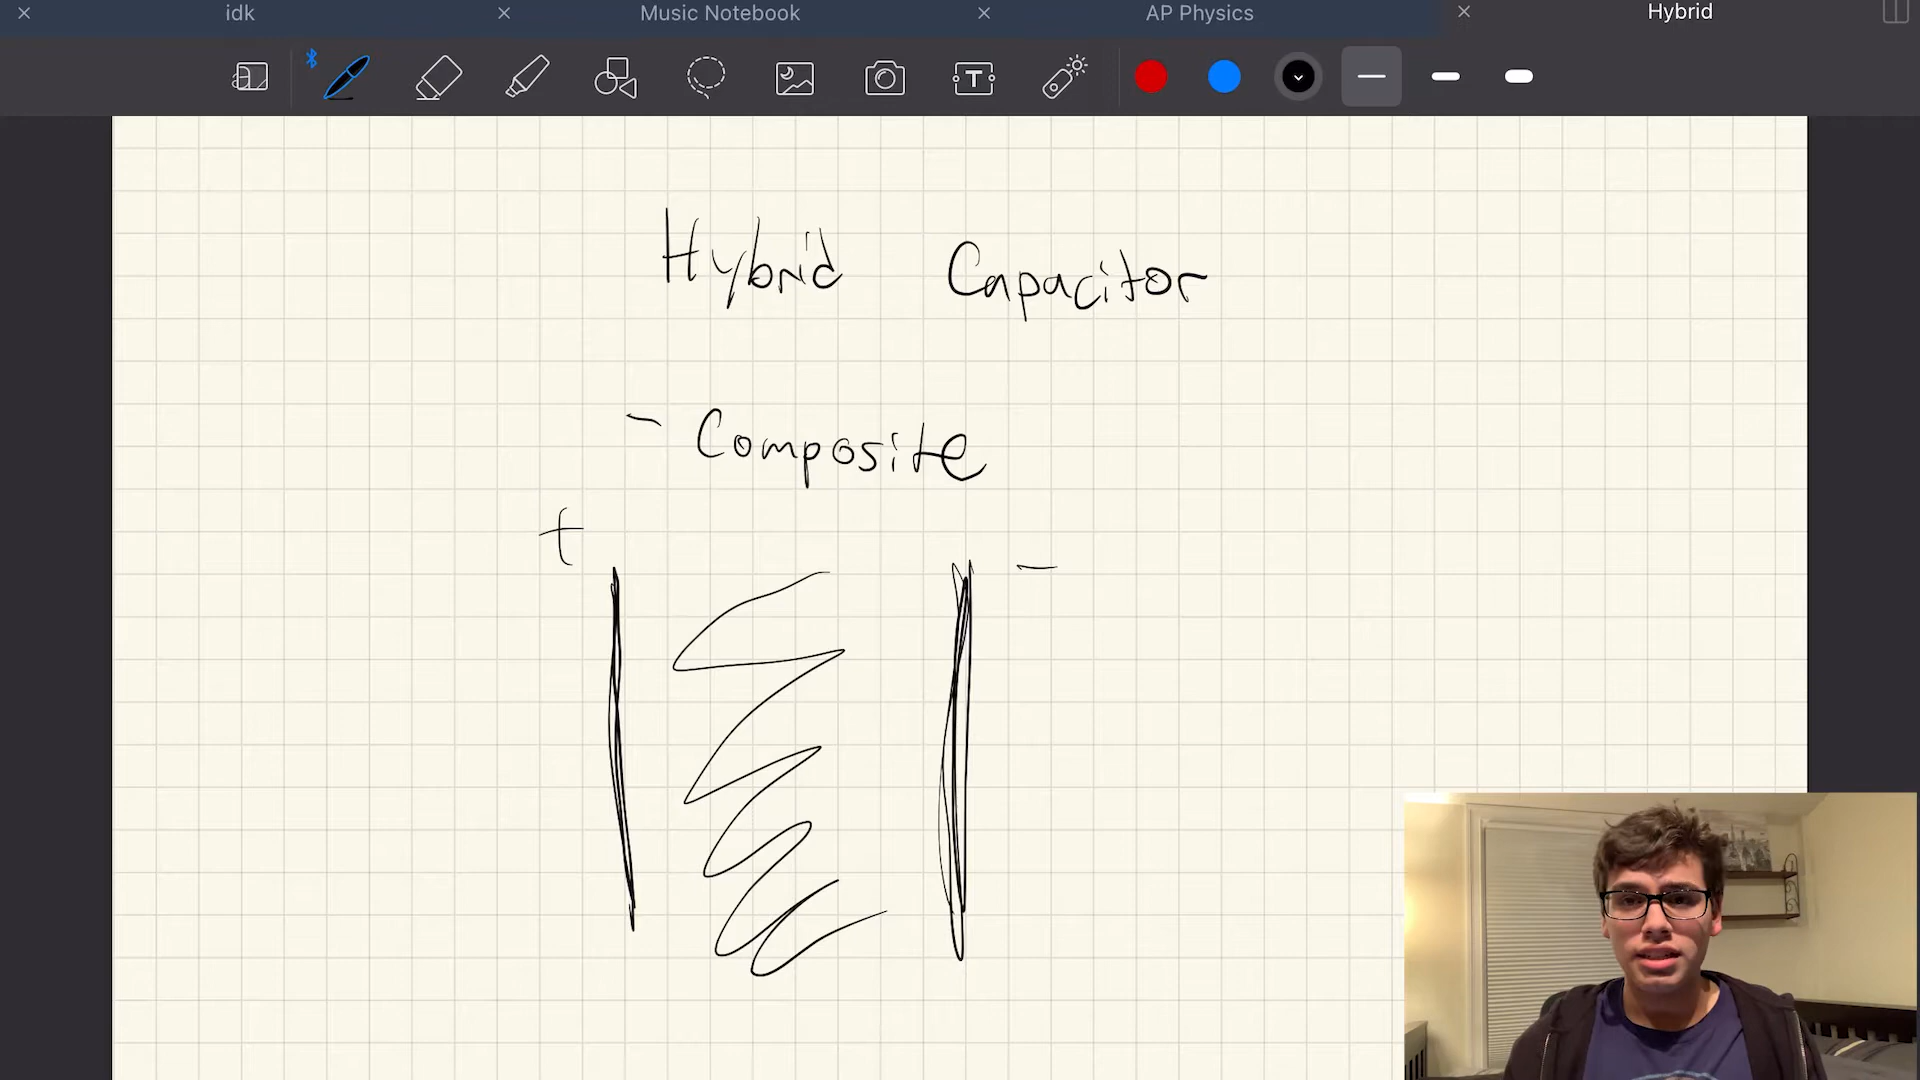 idk
Music Notebook
AP Physics
Hybrid
a
T
Hybrid Capacitor
- Composite
+ -